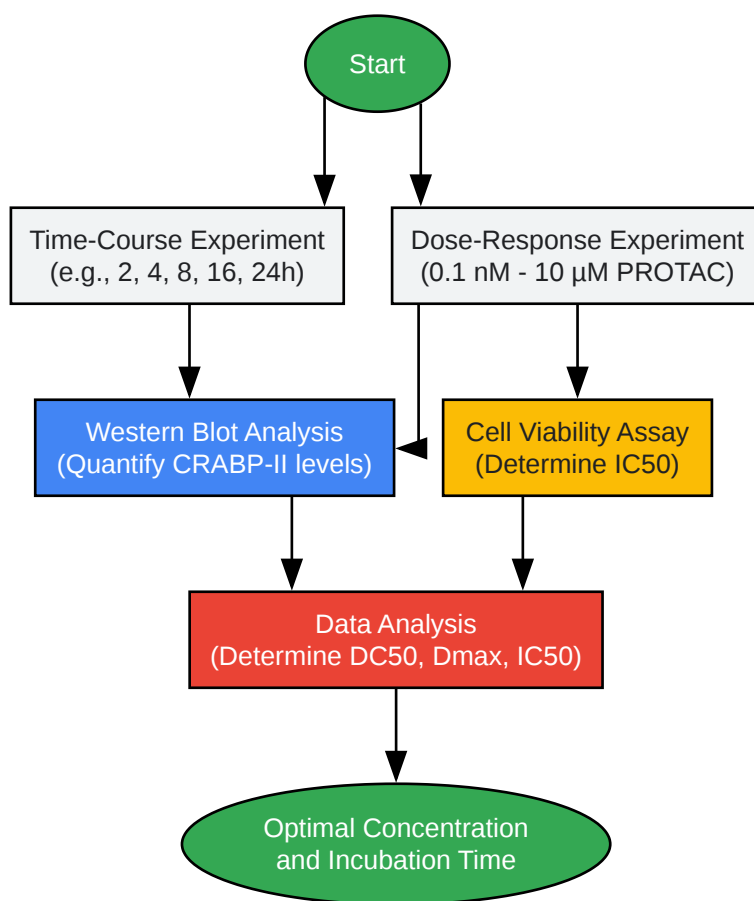 Start
Time-Course Experiment
(e.g., 2, 4, 8, 16, 24h)
Dose-Response Experiment
(0.1 nM - 10 µM PROTAC)
Western Blot Analysis
(Quantify CRABP-II levels)
Cell Viability Assay
(Determine IC50)
Data Analysis
(Determine DC50, Dmax, IC50)
Optimal Concentration
and Incubation Time